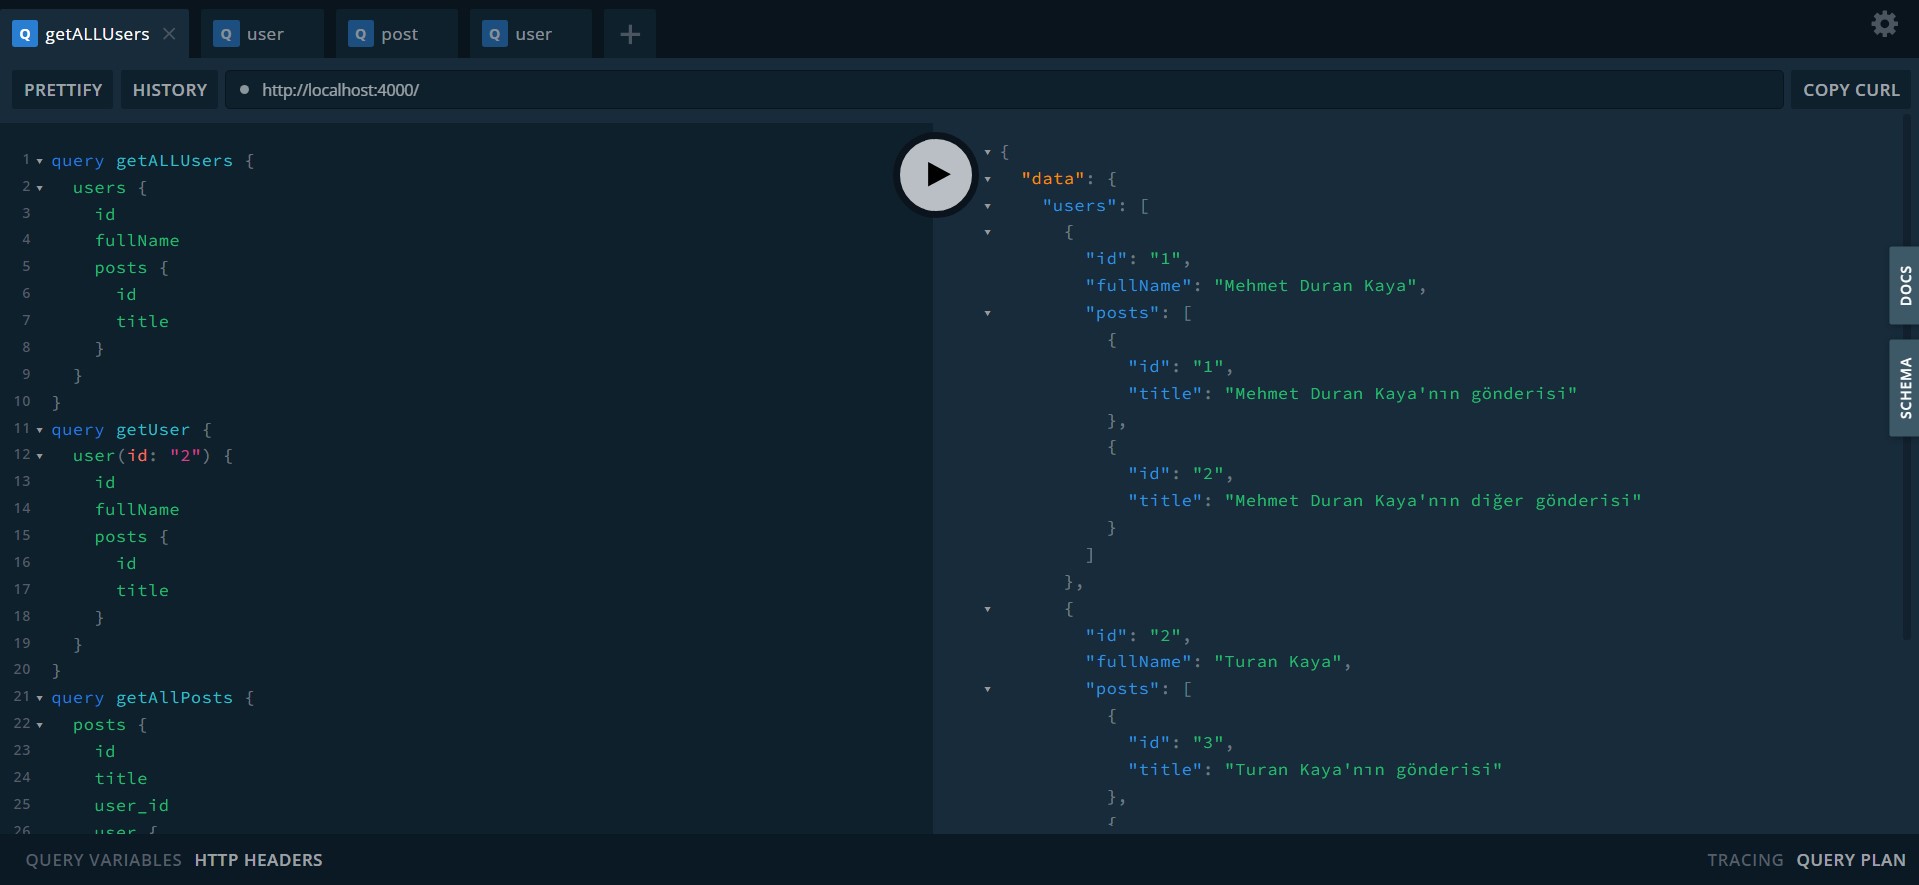 Q getALLUsers
Q user
Q post
Q user
PRETTIFY
HISTORY
http://localhost:4000/
COPY CURL
1 query getALLUsers {
2 users {
3 id
4 fullName
5 posts {
6 id
7 title
8 }
9 }
10 }
11 query getUser {
12 user(id: "2") {
13 id
14 fullName
15 posts {
16 id
17 title
18 }
19 }
20 }
21 query getAllPosts {
22 posts {
23 id
24 title
25 user_id
26 user {
{
"data": {
"users": [
{
"id": "1",
"fullName": "Mehmet Duran Kaya",
"posts": [
{
"id": "1",
"title": "Mehmet Duran Kaya'nın gönderisi"
},
{
"id": "2",
"title": "Mehmet Duran Kaya'nın diğer gönderisi"
}
]
},
{
"id": "2",
"fullName": "Turan Kaya",
"posts": [
{
"id": "3",
"title": "Turan Kaya'nın gönderisi"
},
{
DOCS
SCHEMA
QUERY VARIABLES
HTTP HEADERS
TRACING
QUERY PLAN